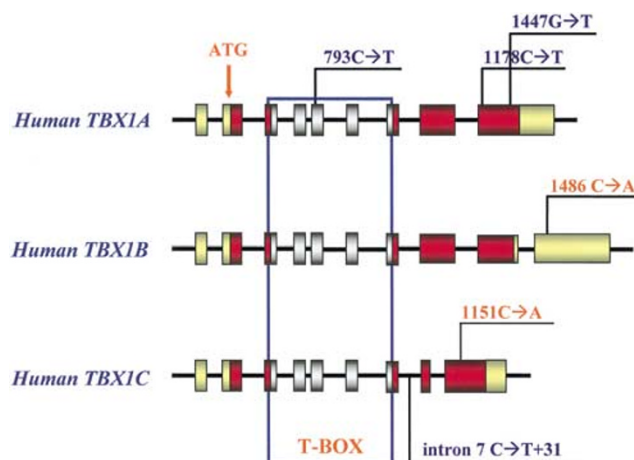 1447G→T
ATG
793C→T
1178C→T
Human TBX1A
1486 C→A
Human TBX1B
1151C→A
Human TBX1C
T-BOX
intron 7 C→T+31